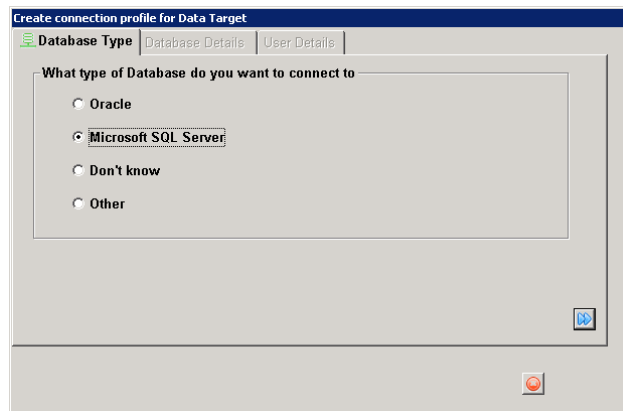 Create connection profile for Data Target
Database Type Database Details User Details
What type of Database do you want to connect to
Oracle
Microsoft SQL Server
Don't know
Other